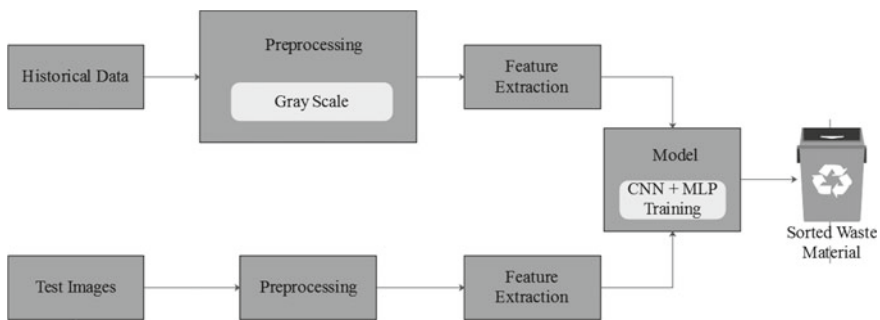 Historical Data
Preprocessing
Gray Scale
Feature
Extraction
Model
CNN + MLP
Training
Sorted Waste
Material
Test Images
Preprocessing
Feature
Extraction